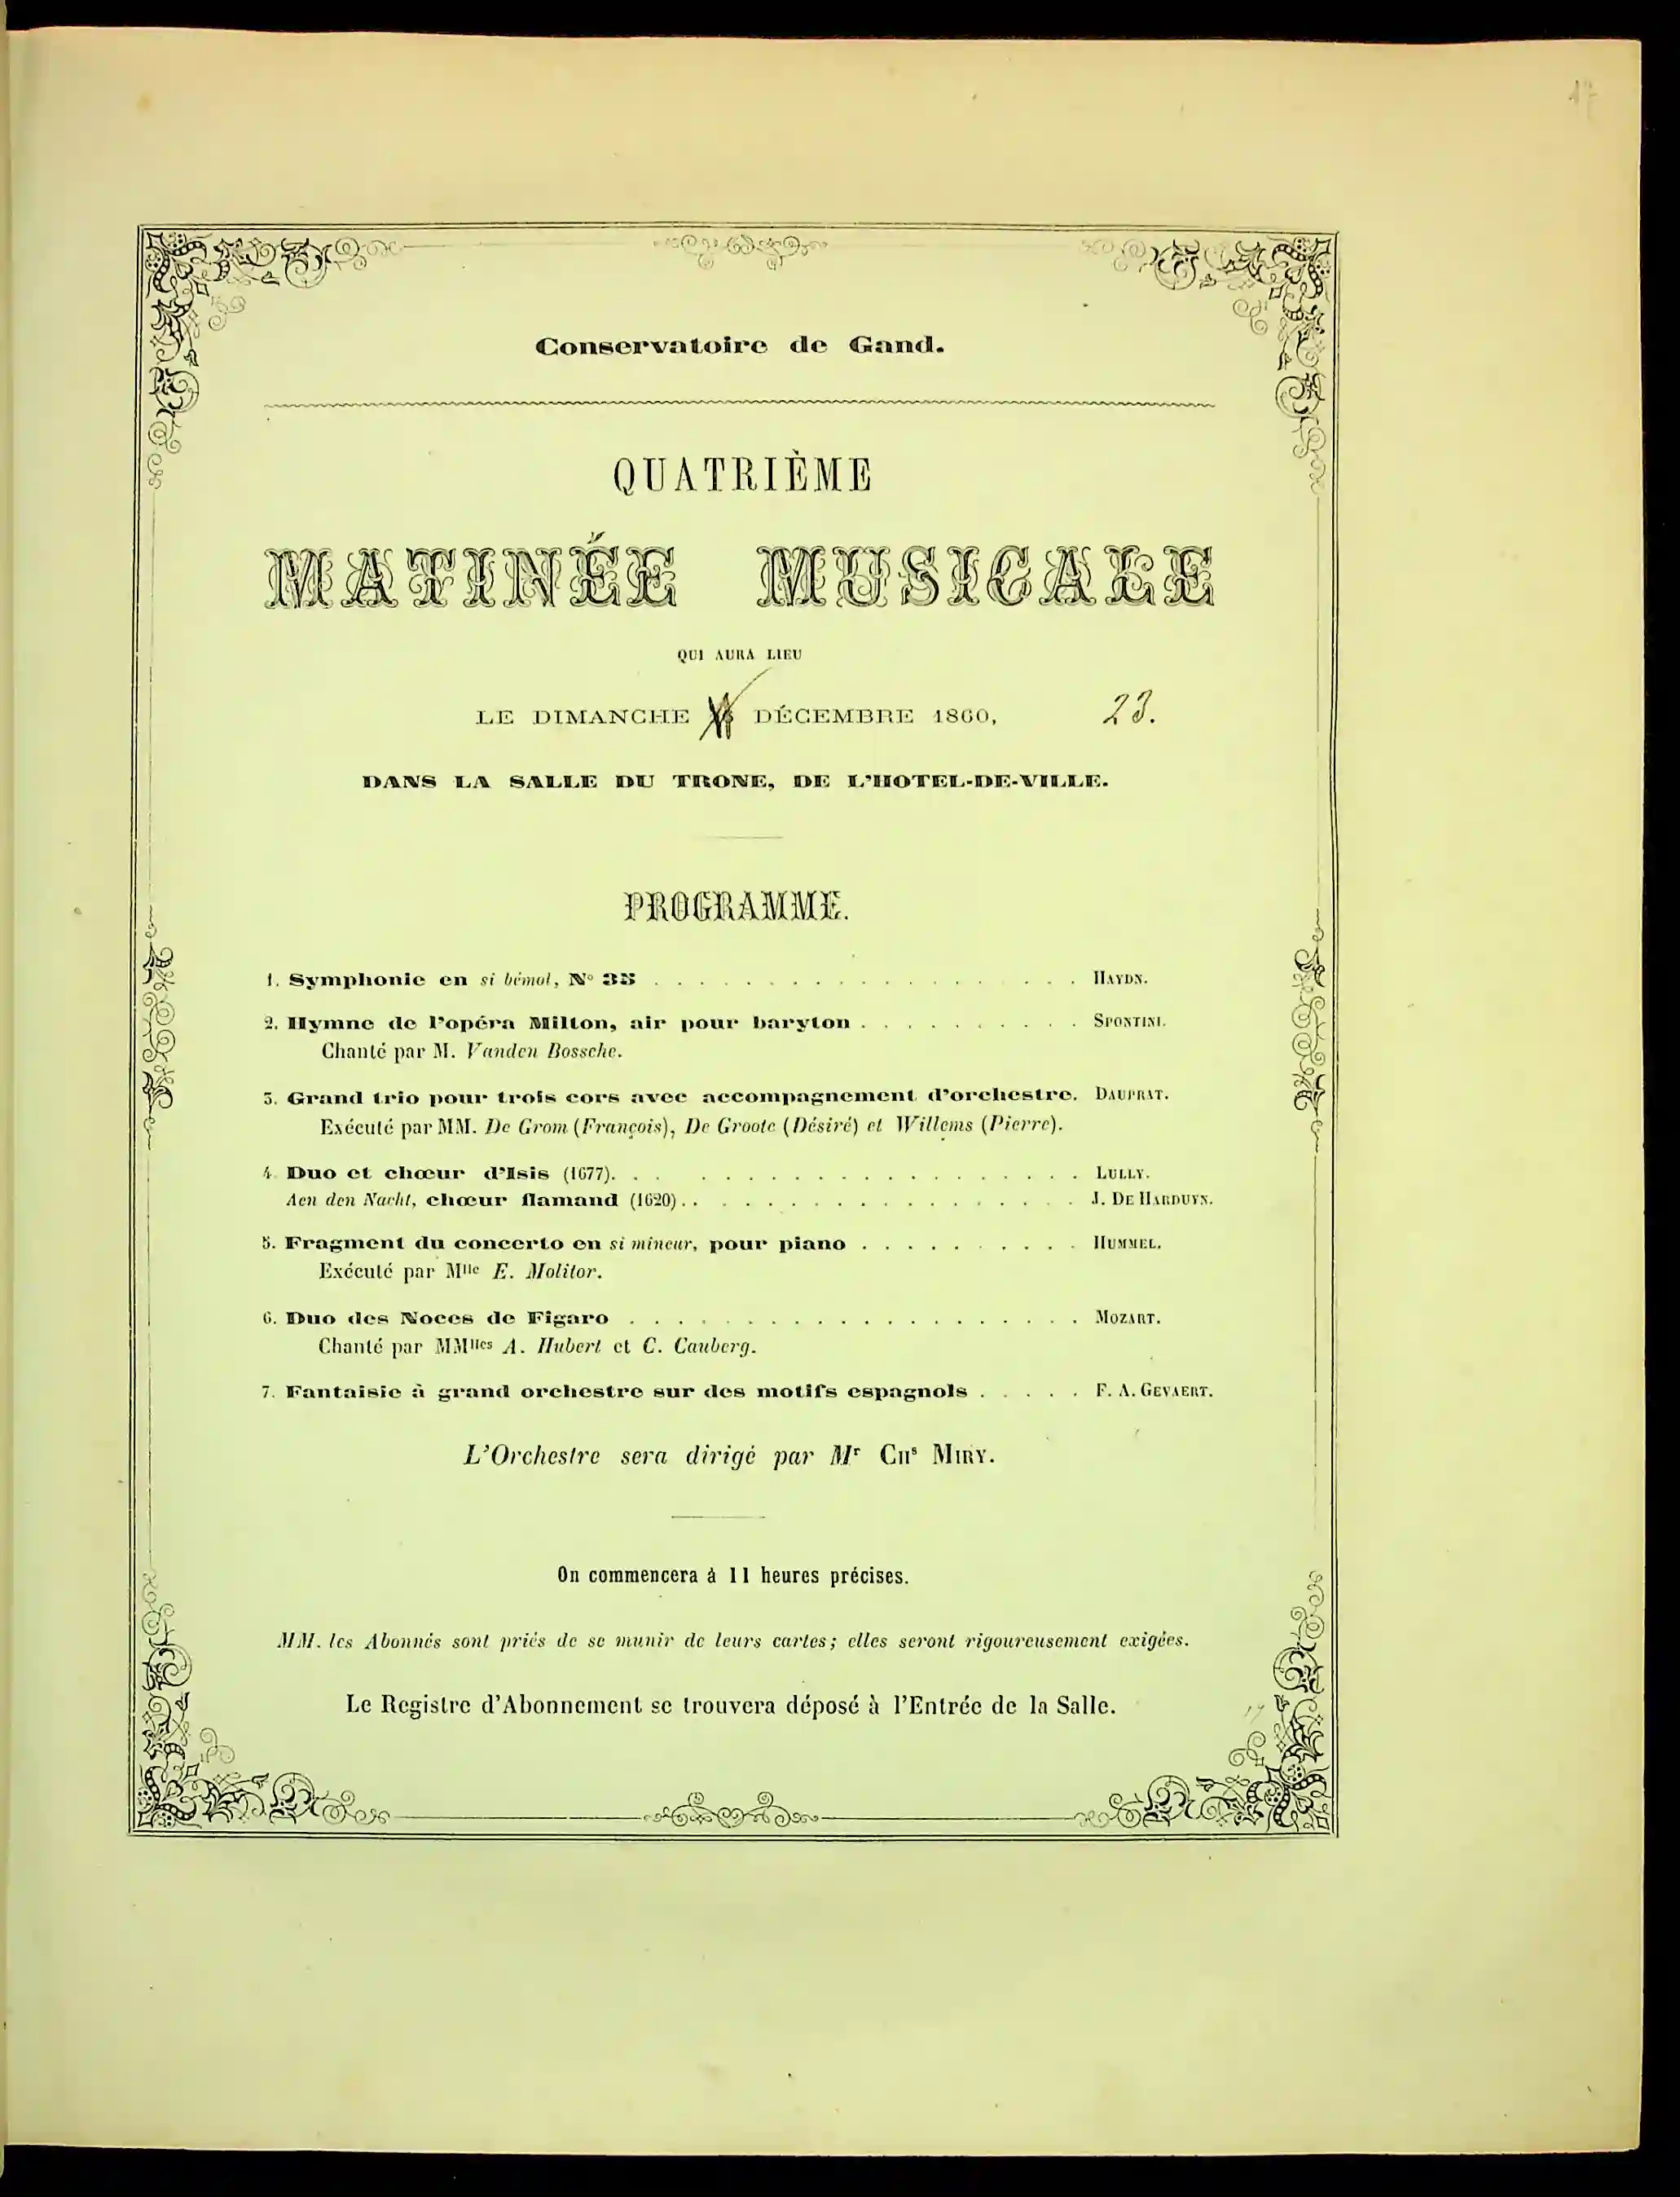 17
Conservatoire de Gand.
QUATRIÈME
MATINÉE MUSICALE
QUI AURA LIEU
LE DIMANCHE DÉCEMBRE 1860, 23.
DANS LA SALLE DU TRONE, DE L'HOTEL-DE-VILLE.
PROGRAMME.
1. Symphonie en si bémol, N° 35 . . . . . . . . . . . . . . . . . . . HAYDN.
2. Hymne de l'opéra Milton, air pour baryton . . . . . . . . . . SPONTINI.
Chanté par M. Vanden Bossche.
3. Grand trio pour trois cors avec accompagnement d'orchestre. DAUPRAT.
Exécuté par MM. De Grom (François), De Groote (Désiré) et Willems (Pierre).
4. Duo et chœur d'Isis (1677). . . . . . . . . . . . . . . . . . . . LULLY.
Aen den Nacht, chœur flamand (1620) . . . . . . . . . . . . . . . . . J. DE HARDUYN.
5. Fragment du concerto en si mineur, pour piano . . . . . . . . . . HUMMEL.
Exécuté par Mlle E. Molitor.
6. Duo des Noces de Figaro . . . . . . . . . . . . . . . . . . . . MOZART.
Chanté par MMlles A. Hubert et C. Cauberg.
7. Fantaisie à grand orchestre sur des motifs espagnols . . . . . F. A. GEVAERT.
L'Orchestre sera dirigé par Mr CHs MIRY.
On commencera à 11 heures précises.
MM. les Abonnés sont priés de se munir de leurs cartes; elles seront rigoureusement exigées.
Le Registre d'Abonnement se trouvera déposé à l'Entrée de la Salle.